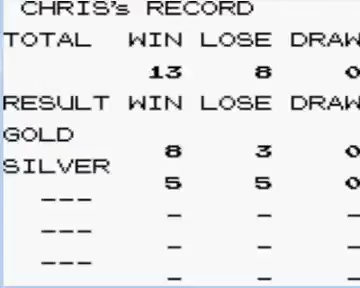 CHRIS's RECORD
TOTAL WIN LOSE DRAW
13 8 0
RESULT WIN LOSE DRAW
GOLD
8 3 0
SILVER
5 5 0
---
- - -
---
- - -
---
- - -